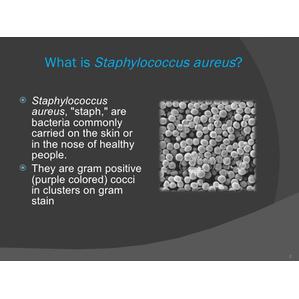 What is Staphylococcus aureus?
Staphylococcus
aureus, "staph," are
bacteria commonly
carried on the skin or
in the nose of healthy
people.
They are gram positive
(purple colored) cocci
in clusters on gram
stain